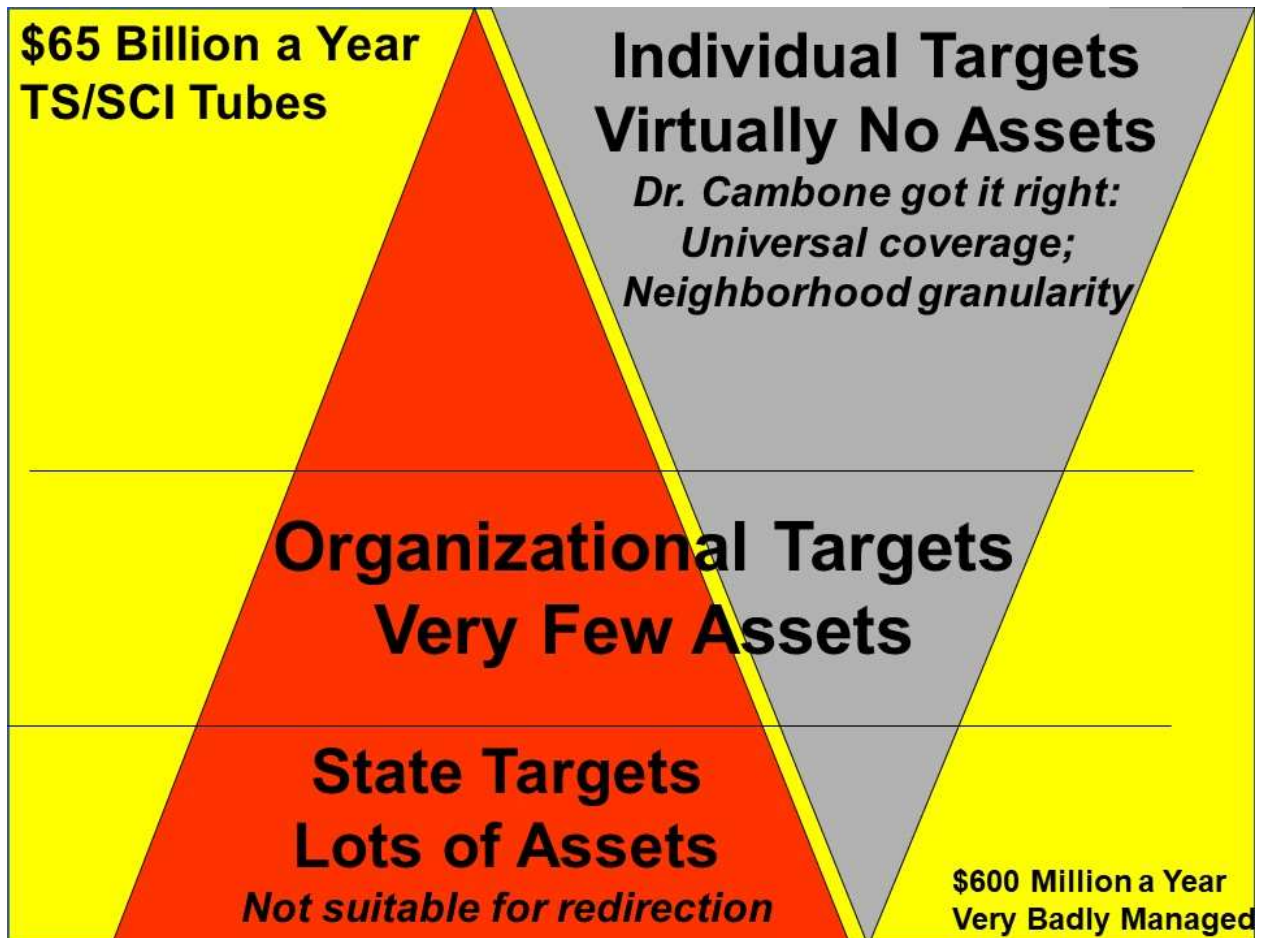 $65 Billion a Year
TS/SCI Tubes
Individual Targets
Virtually No Assets
Dr. Cambone got it right:
Universal coverage;
Neighborhood granularity
Organizational Targets
Very Few Assets
State Targets
Lots of Assets
Not suitable for redirection
$600 Million a Year
Very Badly Managed